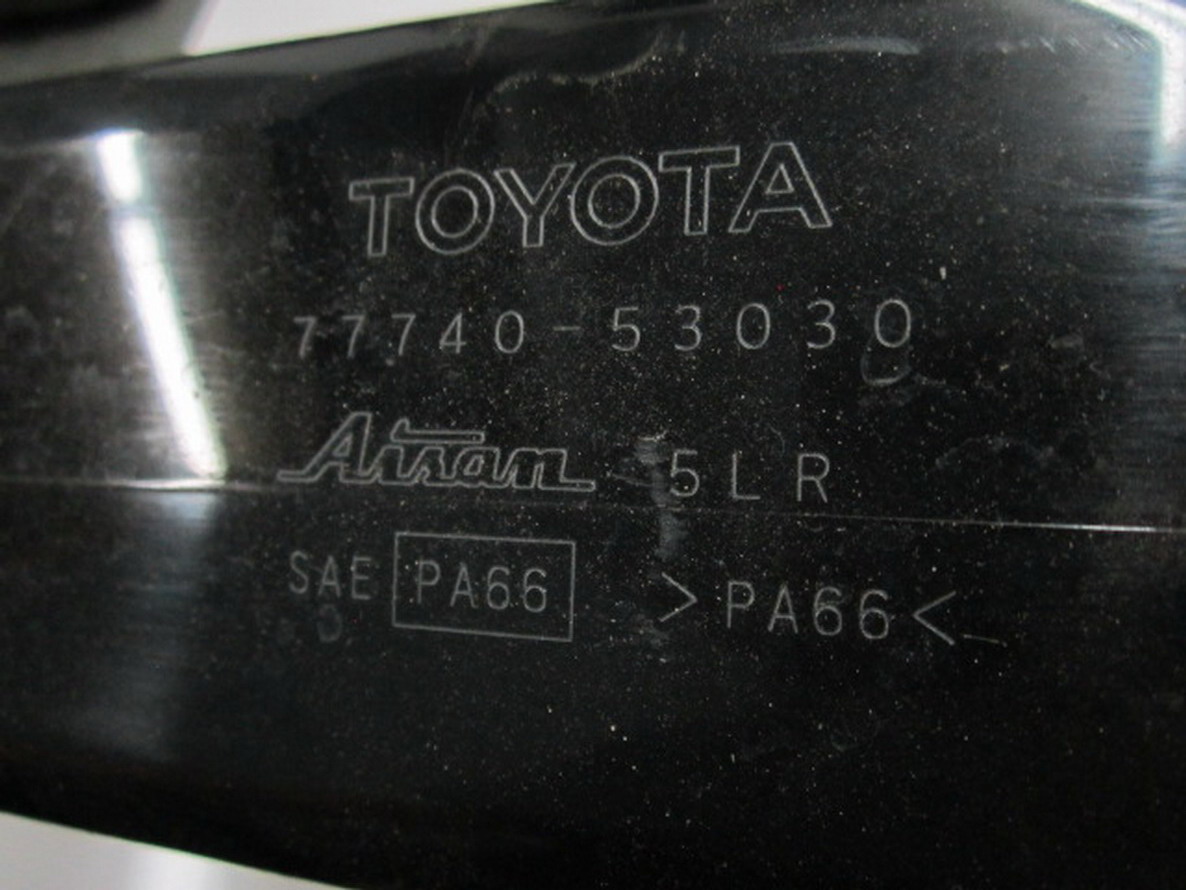 TOYOTA
77740-53030
Aisan 5LR
SAE PA66 >PA66<